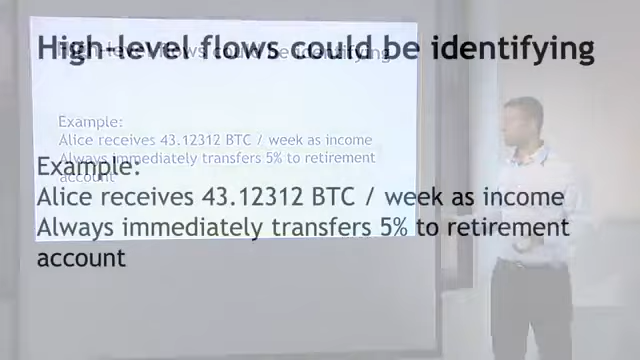 High-level flows could be identifying
Example:
Alice receives 43.12312 BTC / week as income
Always immediately transfers 5% to retirement
account
Example:
Alice receives 43.12312 BTC / week as income
Always immediately transfers 5% to retirement
account